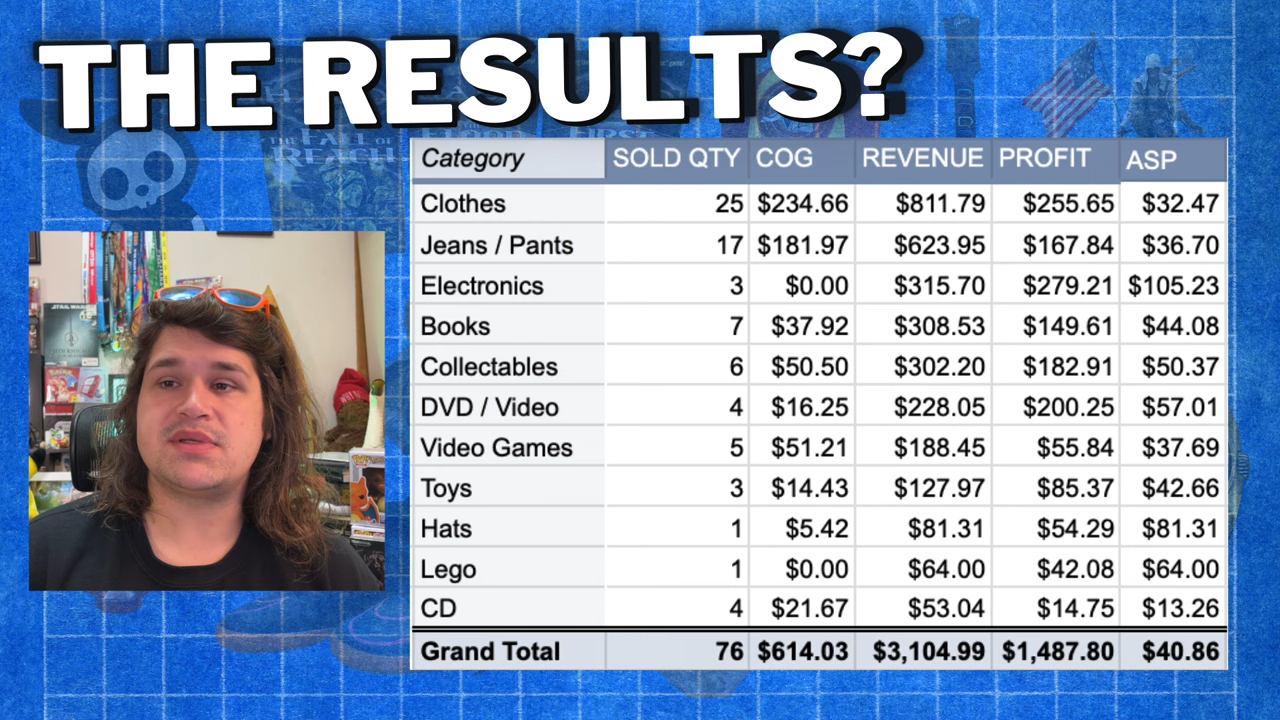 THE RESULTS?
Category SOLD QTY COG REVENUE PROFIT ASP
Clothes 25 $234.66 $811.79 $255.65 $32.47
Jeans / Pants 17 $181.97 $623.95 $167.84 $36.70
Electronics 3 $0.00 $315.70 $279.21 $105.23
Books 7 $37.92 $308.53 $149.61 $44.08
Collectables 6 $50.50 $302.20 $182.91 $50.37
DVD / Video 4 $16.25 $228.05 $200.25 $57.01
Video Games 5 $51.21 $188.45 $55.84 $37.69
Toys 3 $14.43 $127.97 $85.37 $42.66
Hats 1 $5.42 $81.31 $54.29 $81.31
Lego 1 $0.00 $64.00 $42.08 $64.00
CD 4 $21.67 $53.04 $14.75 $13.26
Grand Total 76 $614.03 $3,104.99 $1,487.80 $40.86
THE FALL OF
REACH
FIRST
STAR WARS